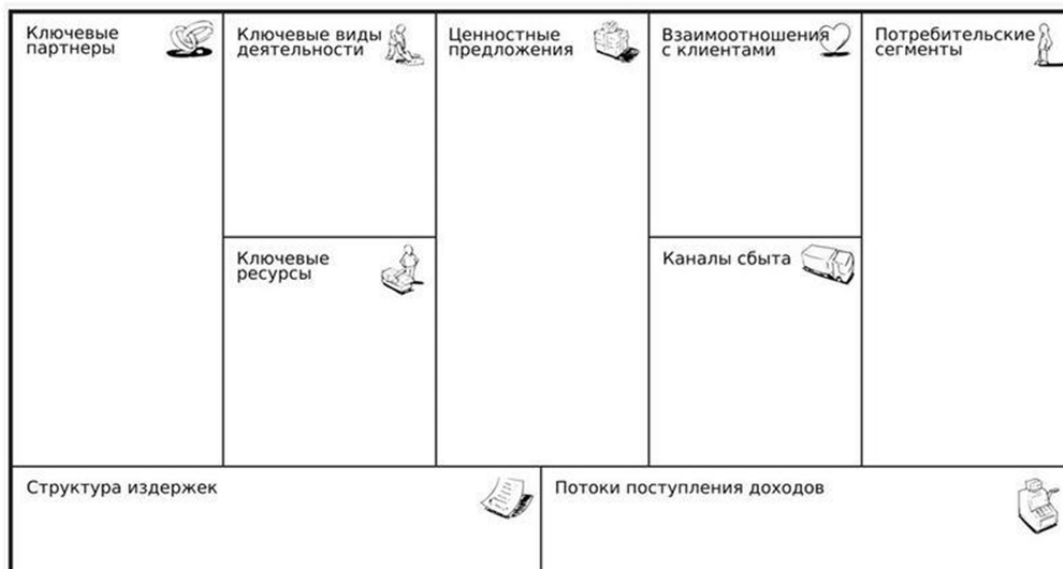 Ключевые
партнеры
Ключевые виды
деятельности
Ценностные
предложения
Взаимоотношения
с клиентами
Потребительские
сегменты
Ключевые
ресурсы
Каналы сбыта
Структура издержек
Потоки поступления доходов